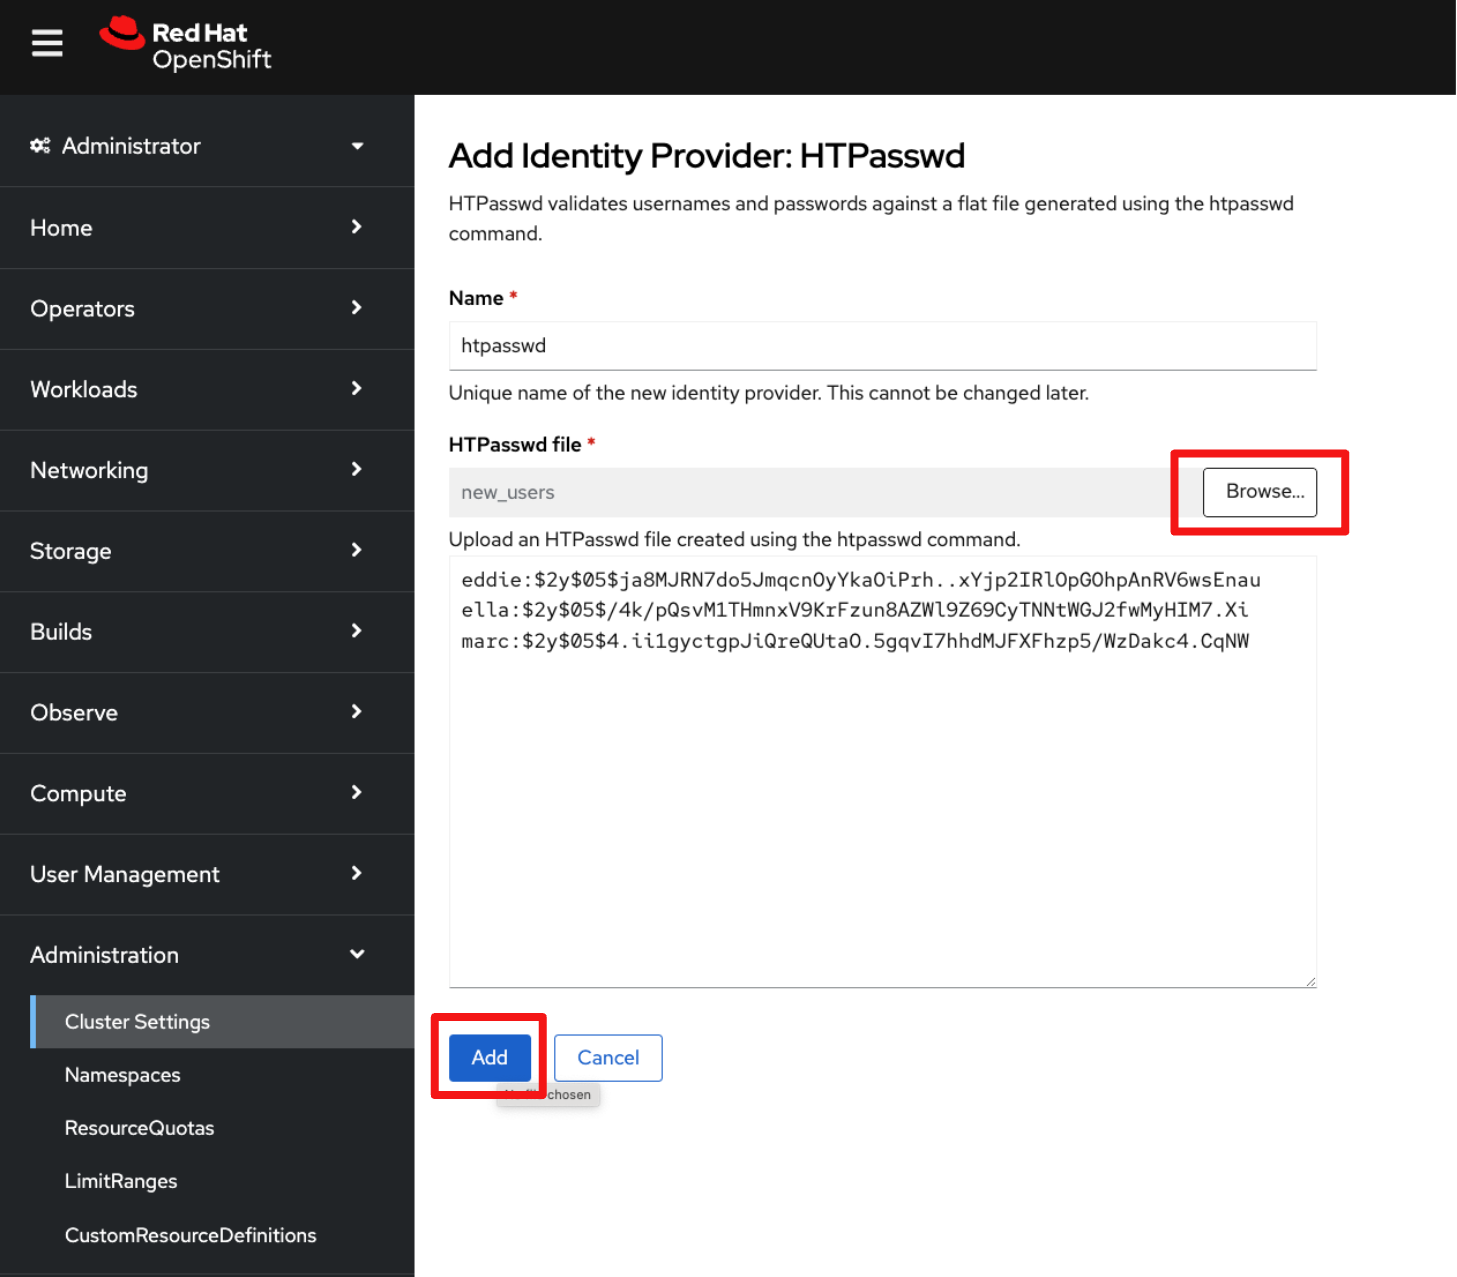 Red Hat
OpenShift
Administrator
Home
Operators
Workloads
Networking
Storage
Builds
Observe
Compute
User Management
Administration
Cluster Settings
Namespaces
ResourceQuotas
LimitRanges
CustomResourceDefinitions
Add Identity Provider: HTPasswd
HTPasswd validates usernames and passwords against a flat file generated using the htpasswd
command.
Name *
htpasswd
Unique name of the new identity provider. This cannot be changed later.
HTPasswd file *
new_users
Browse...
Upload an HTPasswd file created using the htpasswd command.
eddie:$2y$05$ja8MJRN7do5JmqcnOyYkaOiPrh..xYjp2IRlOpGOhpAnRV6wsEnau
ella:$2y$05$/4k/pQsvM1THmnxV9KrFzun8AZWl9Z69CyTNNtWGJ2fwMyHIM7.Xi
marc:$2y$05$4.ii1gyctgpJiQreQUtaO.5gqvI7hhdMJFXFhzp5/WzDakc4.CqNW
Add
Cancel
chosen